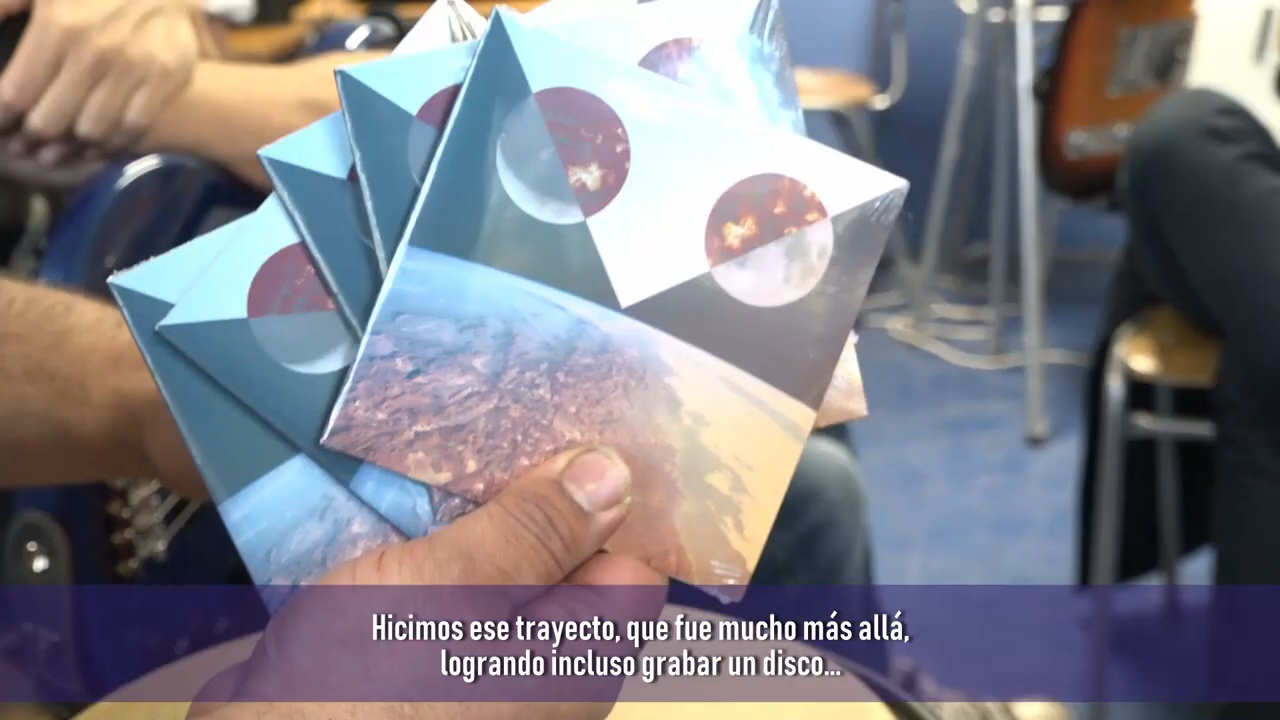 Hicimos ese trayecto, que fue mucho más allá,
logrando incluso grabar un disco...